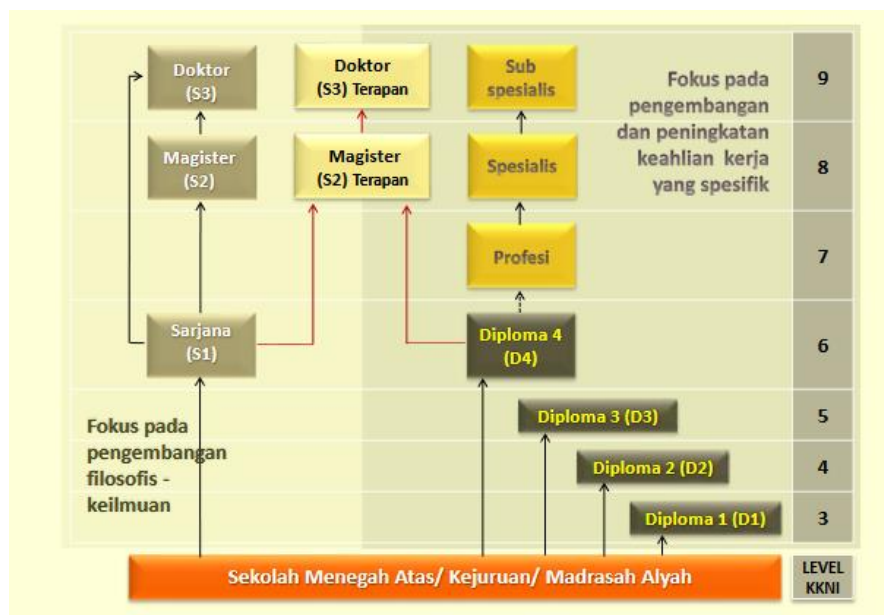 Doktor
(S3)
Doktor
(S3) Terapan
Sub
spesialis
Fokus pada
pengembangan
dan peningkatan
keahlian kerja
yang spesifik
9
Magister
(S2)
Magister
(S2) Terapan
Spesialis
8
Profesi
7
Sarjana
(S1)
Diploma 4
(D4)
6
Fokus pada
pengembangan
filosofis -
keilmuan
Diploma 3 (D3)
5
Diploma 2 (D2)
4
Diploma 1 (D1)
3
Sekolah Menegah Atas/ Kejuruan/ Madrasah Alyah
LEVEL
KKNI